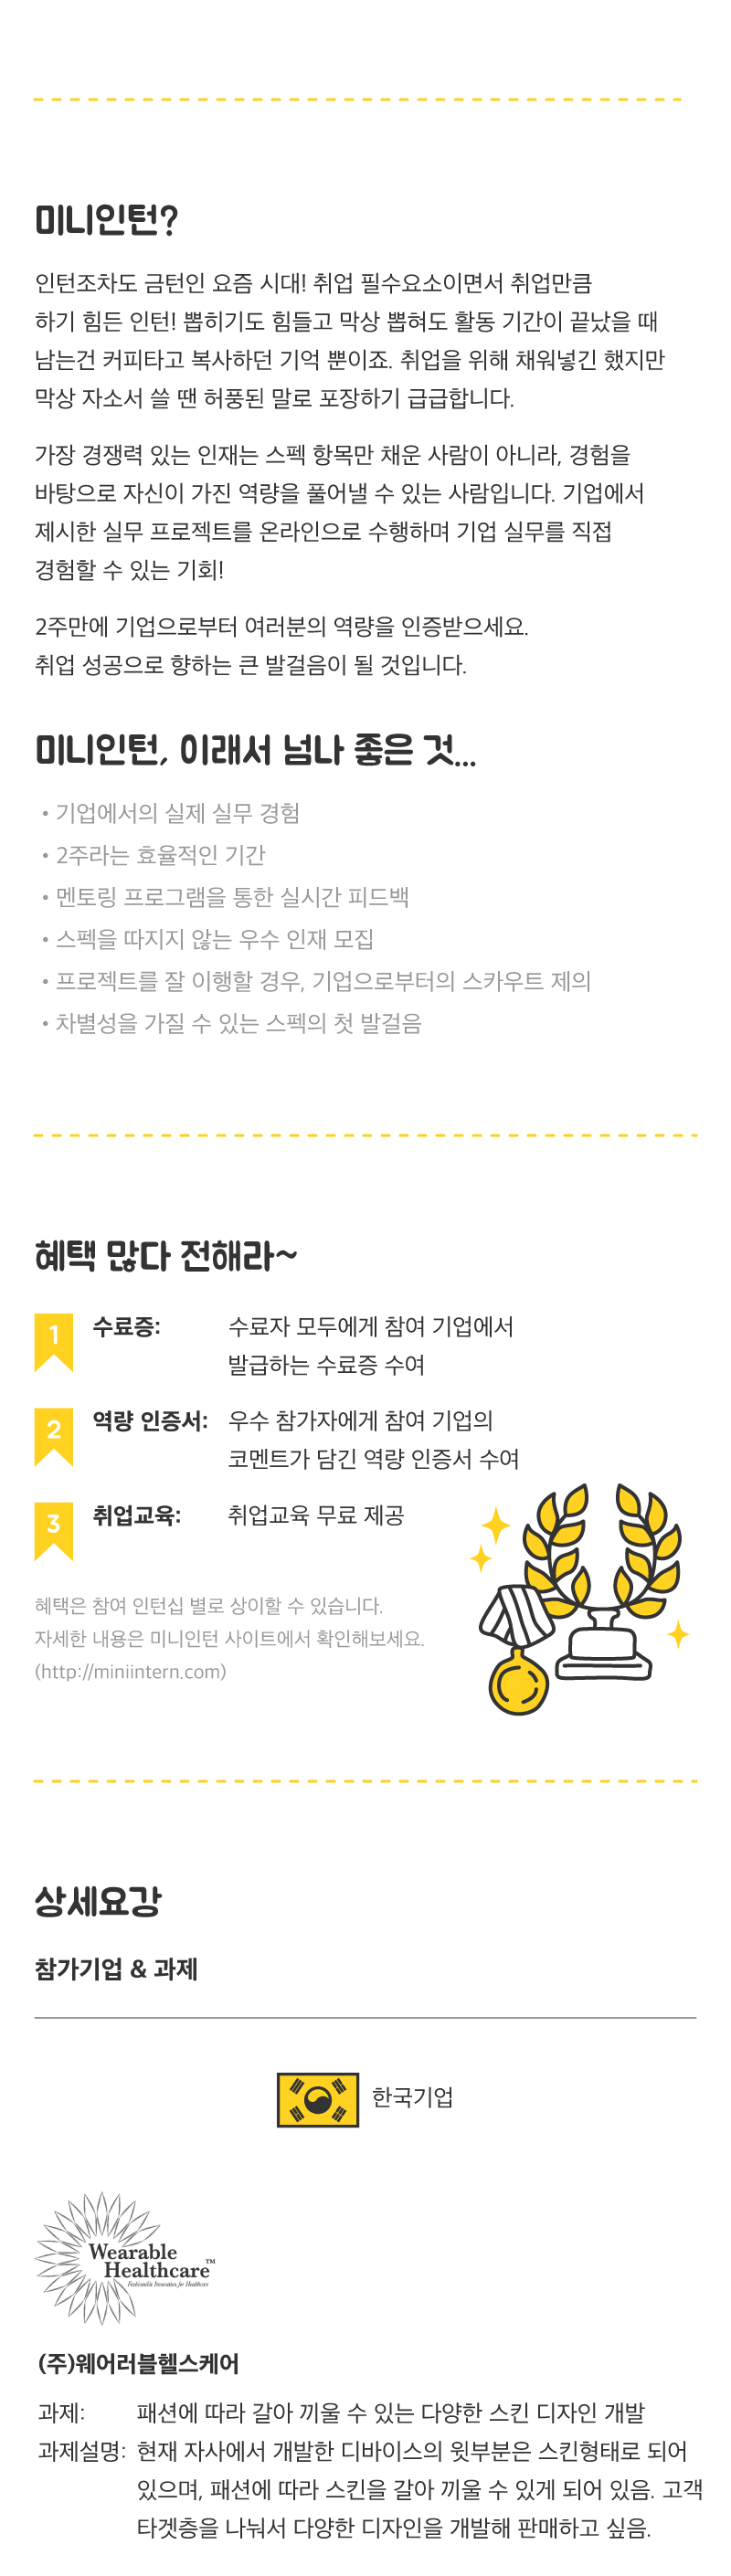 미니인턴?
인턴조차도 금턴인 요즘 시대! 취업 필수요소이면서 취업만큼
하기 힘든 인턴! 뽑히기도 힘들고 막상 뽑혀도 활동 기간이 끝났을 때
남는건 커피타고 복사하던 기억 뿐이죠. 취업을 위해 채워넣긴 했지만
막상 자소서 쓸 땐 허풍된 말로 포장하기 급급합니다.
가장 경쟁력 있는 인재는 스펙 항목만 채운 사람이 아니라, 경험을
바탕으로 자신이 가진 역량을 풀어낼 수 있는 사람입니다. 기업에서
제시한 실무 프로젝트를 온라인으로 수행하며 기업 실무를 직접
경험할 수 있는 기회!
2주만에 기업으로부터 여러분의 역량을 인증받으세요.
취업 성공으로 향하는 큰 발걸음이 될 것입니다.
미니인턴, 이래서 넘나 좋은 것...
• 기업에서의 실제 실무 경험
• 2주라는 효율적인 기간
• 멘토링 프로그램을 통한 실시간 피드백
• 스펙을 따지지 않는 우수 인재 모집
• 프로젝트를 잘 이행할 경우, 기업으로부터의 스카우트 제의
• 차별성을 가질 수 있는 스펙의 첫 발걸음
혜택 많다 전해라~
1 수료증: 수료자 모두에게 참여 기업에서
발급하는 수료증 수여
2 역량 인증서: 우수 참가자에게 참여 기업의
코멘트가 담긴 역량 인증서 수여
3 취업교육: 취업교육 무료 제공
혜택은 참여 인턴십 별로 상이할 수 있습니다.
자세한 내용은 미니인턴 사이트에서 확인해보세요.
(http://miniintern.com)
상세요강
참가기업 & 과제
한국기업
Wearable
Healthcare™
Fashionable Innovation for Healthcare
(주)웨어러블헬스케어
과제: 패션에 따라 갈아 끼울 수 있는 다양한 스킨 디자인 개발
과제설명: 현재 자사에서 개발한 디바이스의 윗부분은 스킨형태로 되어
있으며, 패션에 따라 스킨을 갈아 끼울 수 있게 되어 있음. 고객
타겟층을 나눠서 다양한 디자인을 개발해 판매하고 싶음.